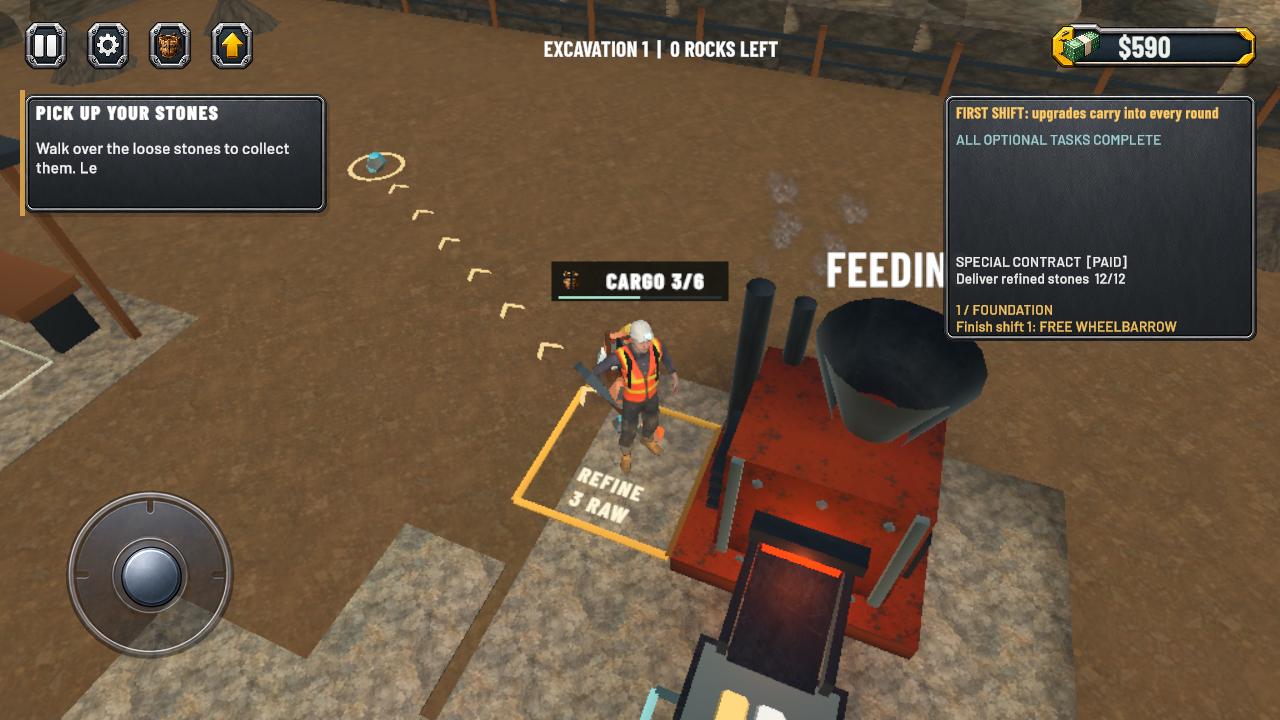 EXCAVATION 1 | 0 ROCKS LEFT
$590
PICK UP YOUR STONES
Walk over the loose stones to collect
them. Le
FIRST SHIFT: upgrades carry into every round
ALL OPTIONAL TASKS COMPLETE
SPECIAL CONTRACT [PAID]
Deliver refined stones 12/12
1 / FOUNDATION
Finish shift 1: FREE WHEELBARROW
FEEDIN
CARGO 3/6
REFINE
3 RAW